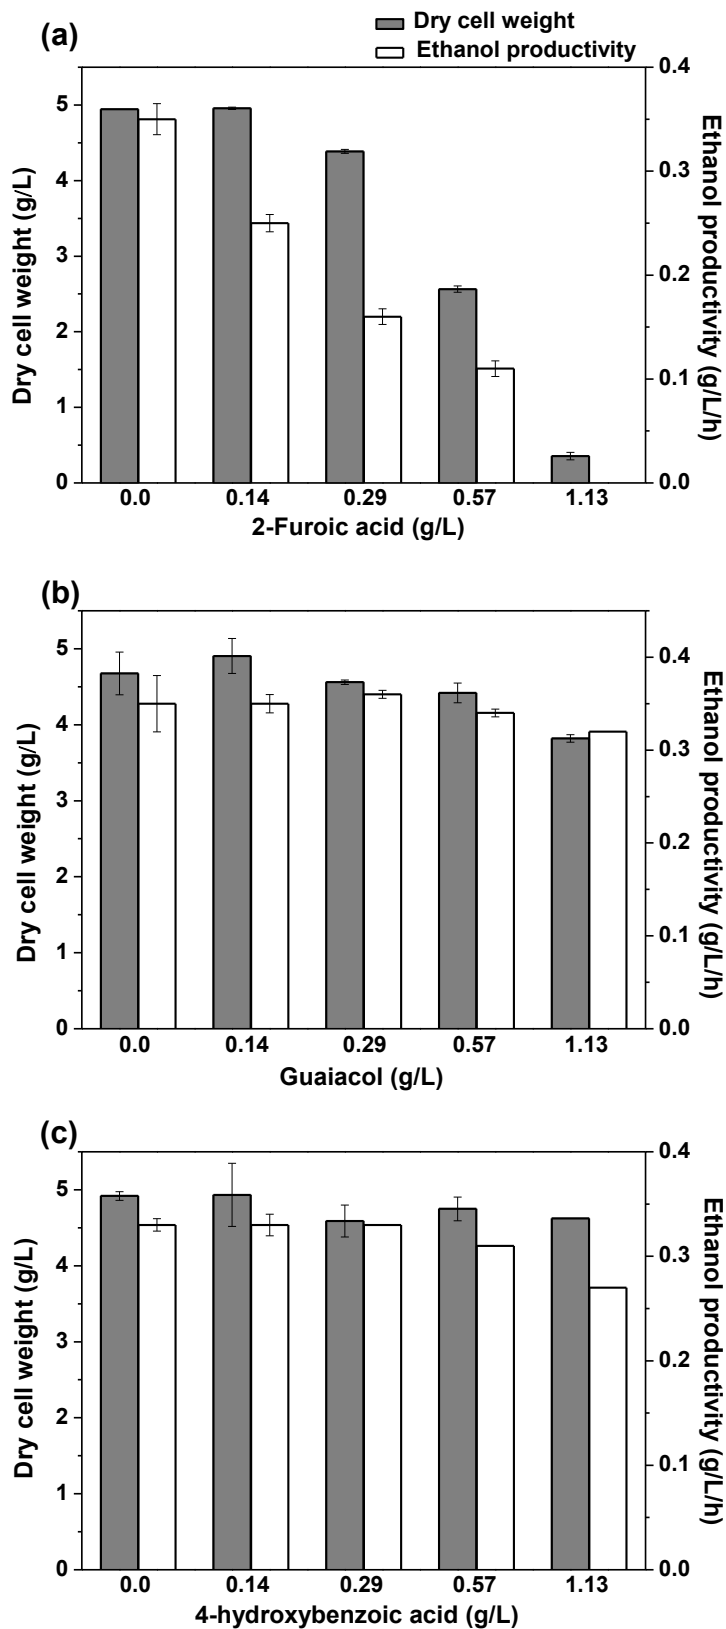 (a)
Dry cell weight
Ethanol productivity
Dry cell weight (g/L)
5
4
3
2
1
0
0.4
0.3
0.2
0.1
0.0
Ethanol productivity (g/L/h)
0.0 0.14 0.29 0.57 1.13
2-Furoic acid (g/L)
(b)
Dry cell weight (g/L)
5
4
3
2
1
0
0.4
0.3
0.2
0.1
0.0
Ethanol productivity (g/L/h)
0.0 0.14 0.29 0.57 1.13
Guaiacol (g/L)
(c)
Dry cell weight (g/L)
5
4
3
2
1
0
0.4
0.3
0.2
0.1
0.0
Ethanol productivity (g/L/h)
0.0 0.14 0.29 0.57 1.13
4-hydroxybenzoic acid (g/L)